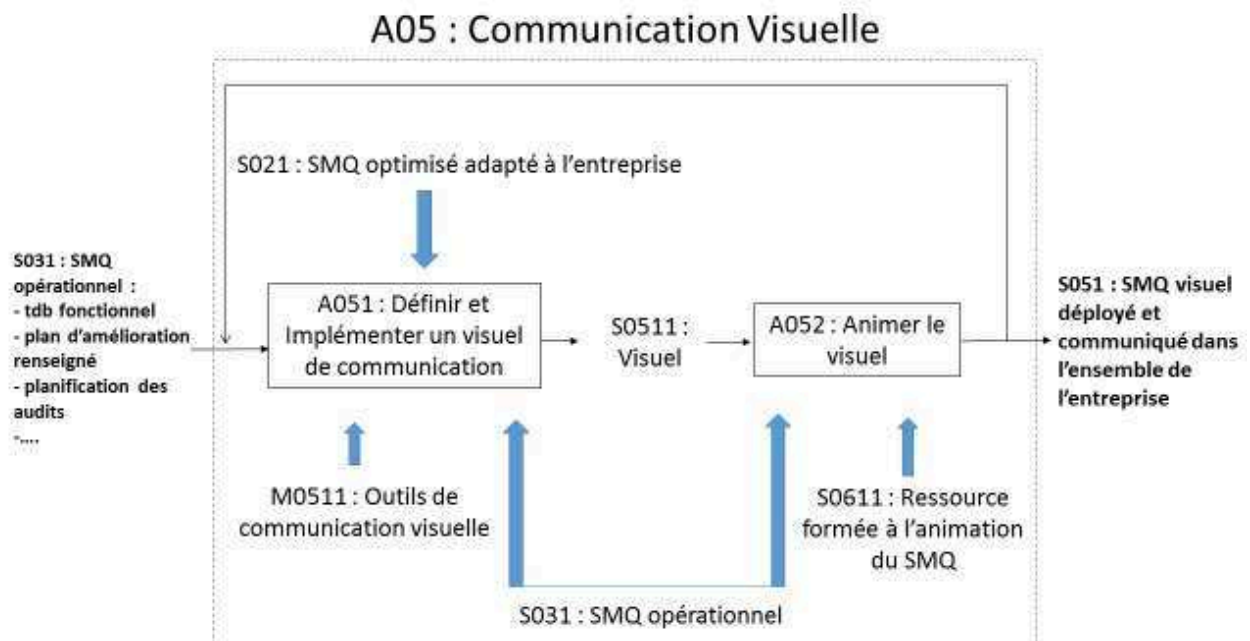 A05 : Communication Visuelle
S021 : SMQ optimisé adapté à l'entreprise
S031 : SMQ
opérationnel :
- tdb fonctionnel
- plan d'amélioration
renseigné
- planification des
audits
-....
A051 : Définir et
Implémenter un visuel
de communication
S0511 :
Visuel
A052 : Animer le
visuel
S051 : SMQ visuel
déployé et
communiqué dans
l'ensemble de
l'entreprise
M0511 : Outils de
communication visuelle
S0611 : Ressource
formée à l'animation
du SMQ
S031 : SMQ opérationnel